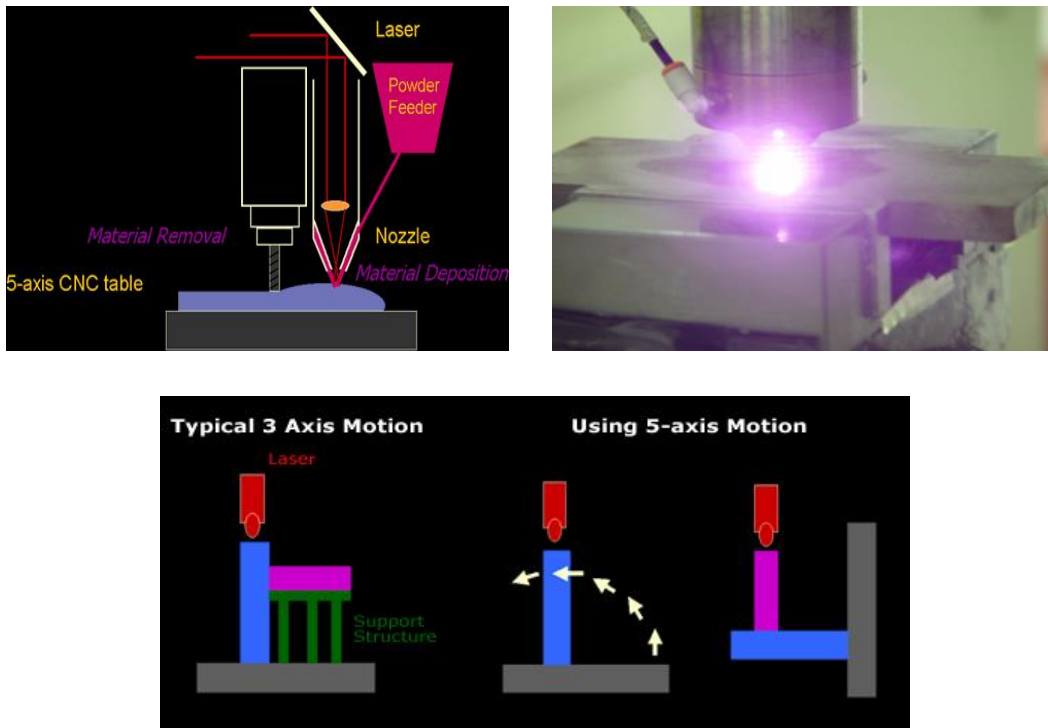 Laser
Powder
Feeder
Material Removal
Nozzle
Material Deposition
5-axis CNC table
Typical 3 Axis Motion
Using 5-axis Motion
Laser
Support
Structure